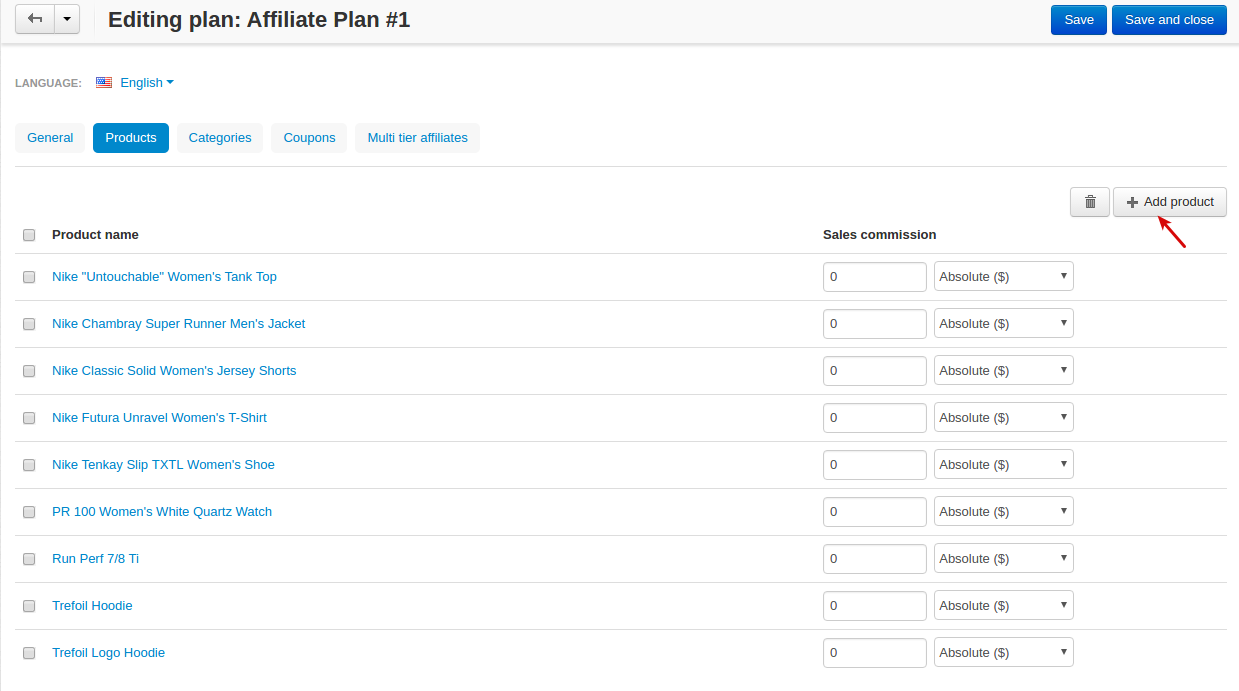 Editing plan: Affiliate Plan #1 Save Save and close
LANGUAGE: English
General Products Categories Coupons Multi tier affiliates
Add product
Product name Sales commission
Nike "Untouchable" Women's Tank Top 0 Absolute ($)
Nike Chambray Super Runner Men's Jacket 0 Absolute ($)
Nike Classic Solid Women's Jersey Shorts 0 Absolute ($)
Nike Futura Unravel Women's T-Shirt 0 Absolute ($)
Nike Tenkay Slip TXTL Women's Shoe 0 Absolute ($)
PR 100 Women's White Quartz Watch 0 Absolute ($)
Run Perf 7/8 Ti 0 Absolute ($)
Trefoil Hoodie 0 Absolute ($)
Trefoil Logo Hoodie 0 Absolute ($)